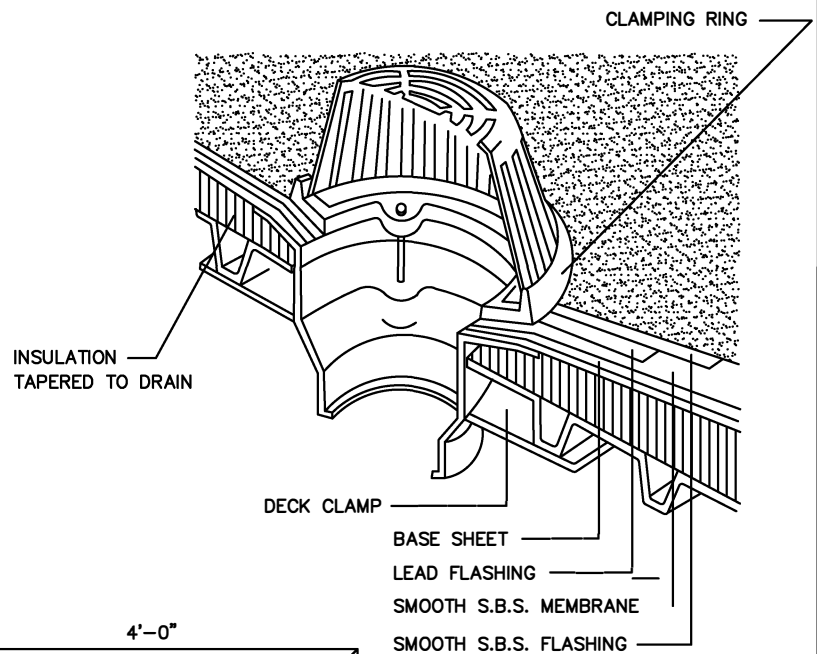 CLAMPING RING
INSULATION
TAPERED TO DRAIN
DECK CLAMP
BASE SHEET
LEAD FLASHING
SMOOTH S.B.S. MEMBRANE
4'-0"
SMOOTH S.B.S. FLASHING